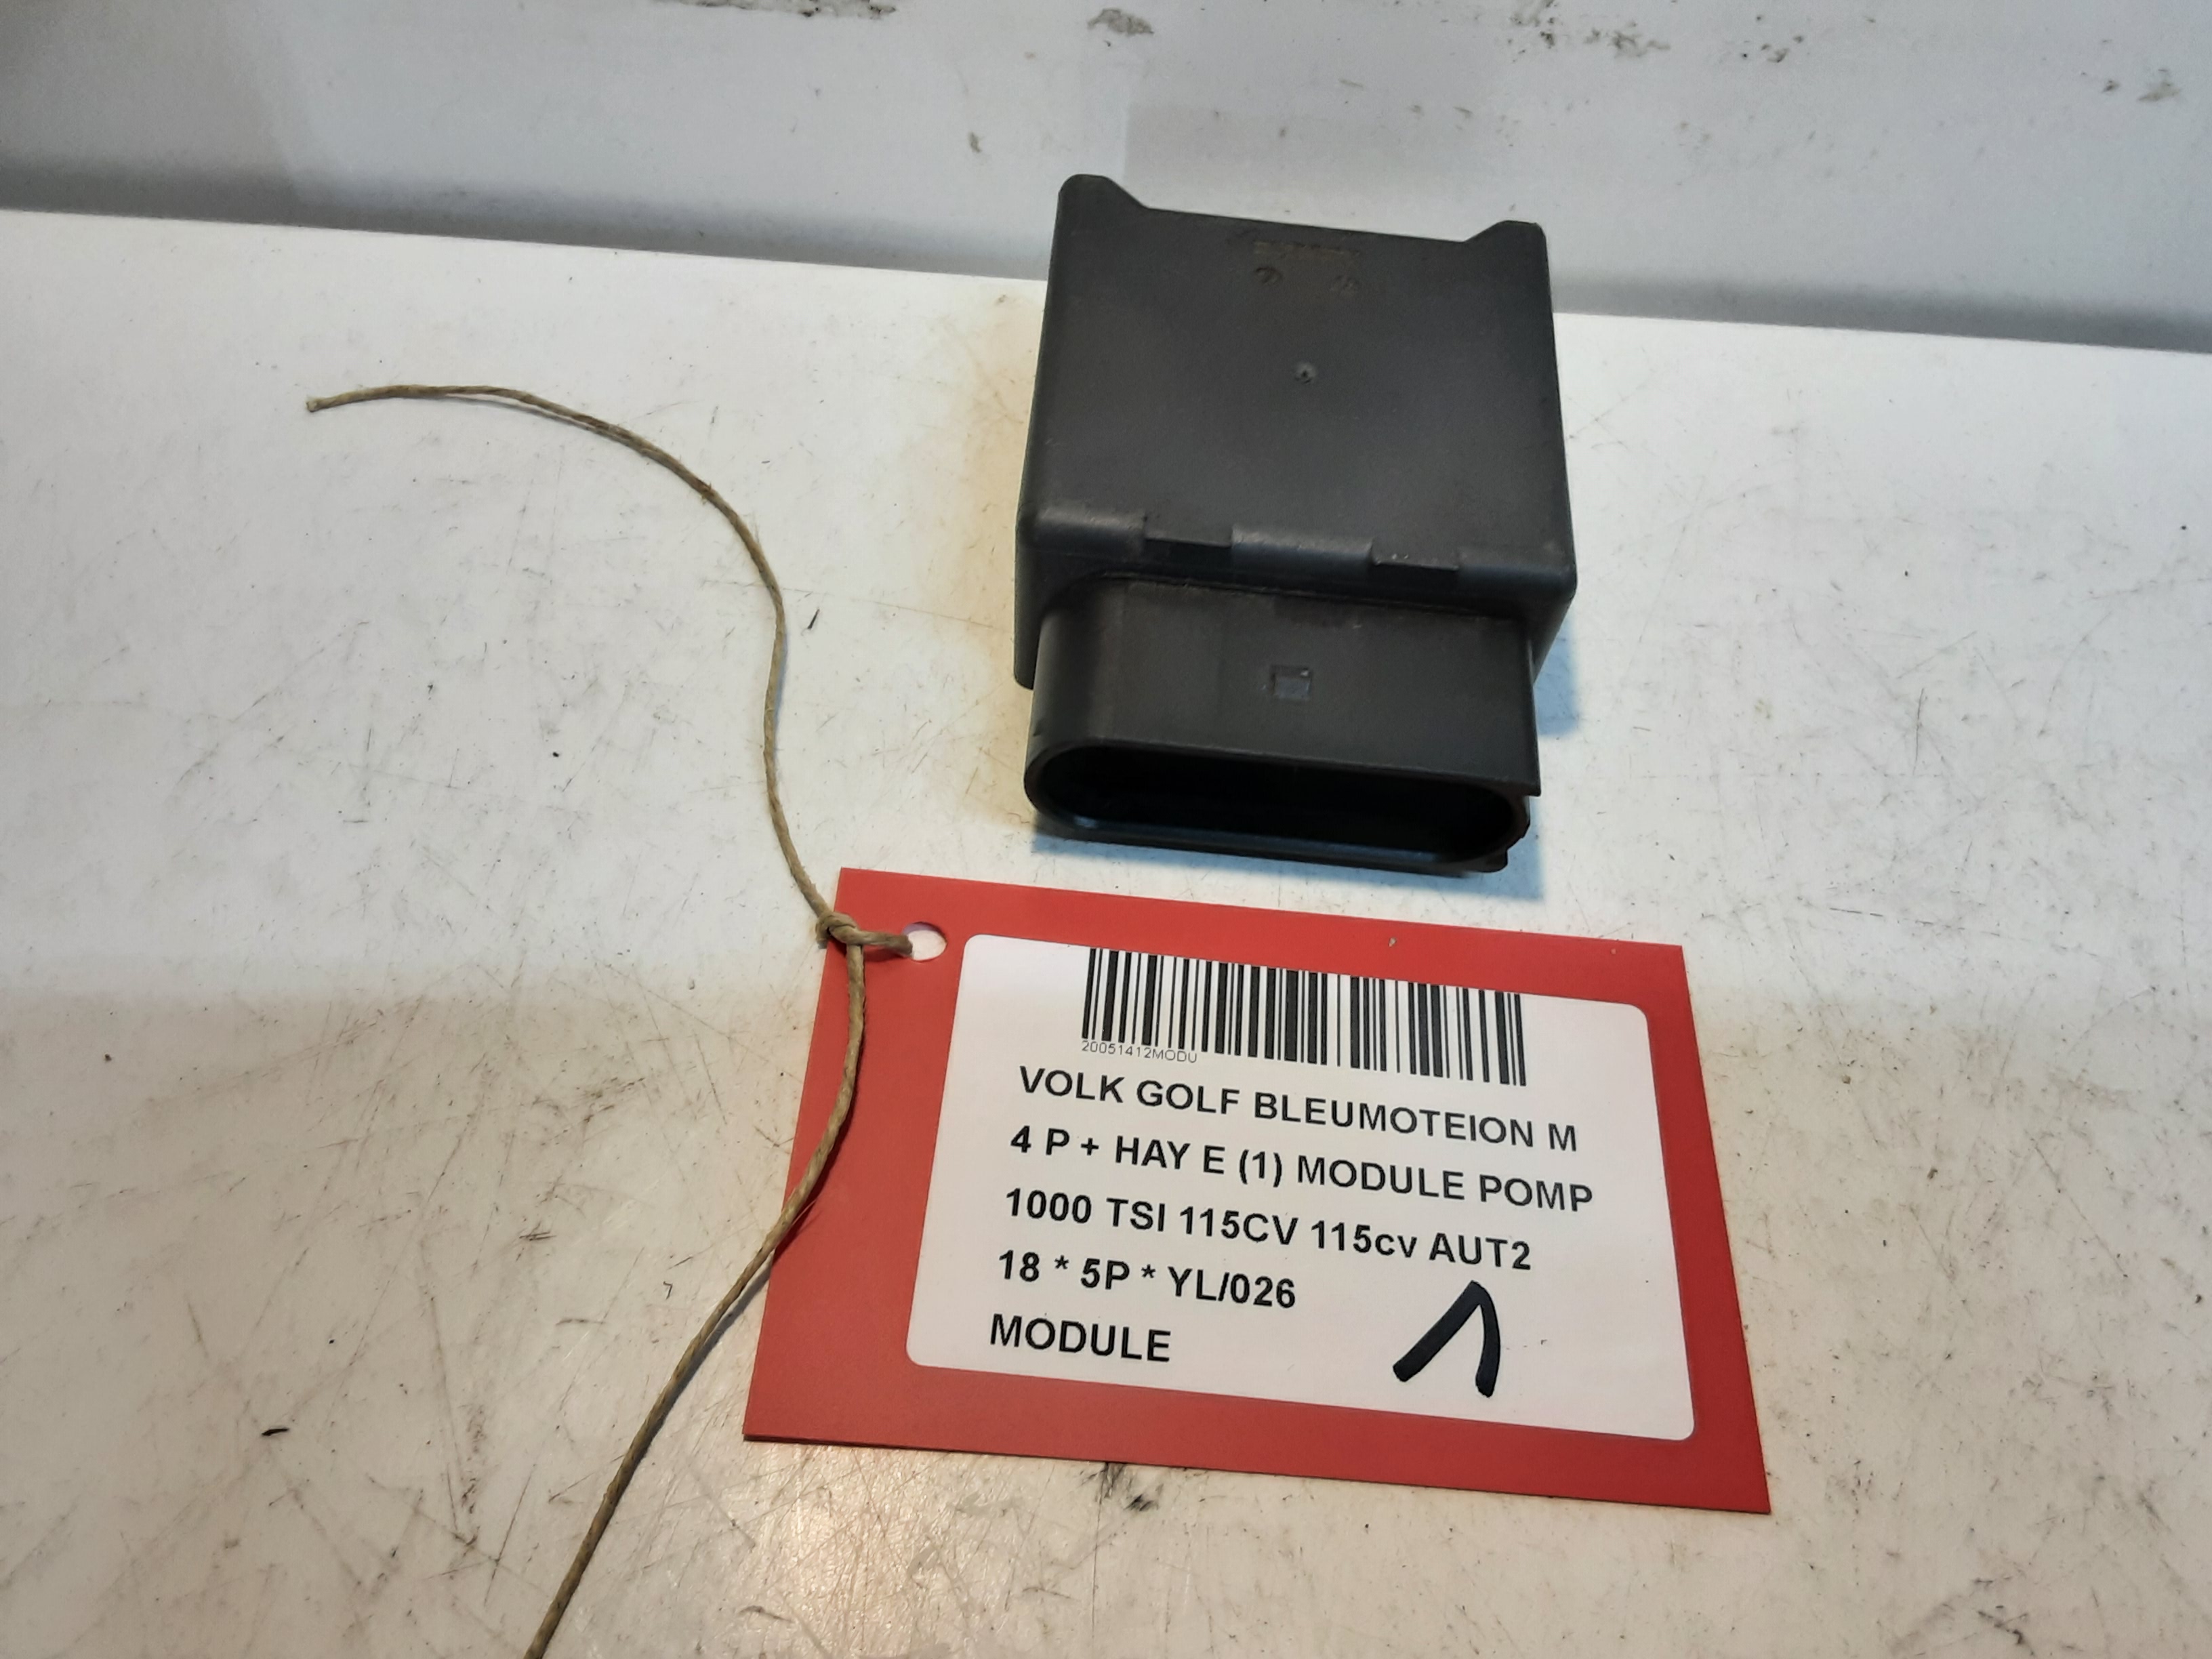 20051412MODU
VOLK GOLF BLEUMOTEION M
4 P + HAY E (1) MODULE POMP
1000 TSI 115CV 115cv AUT2
18 * 5P * YL/026
MODULE
1